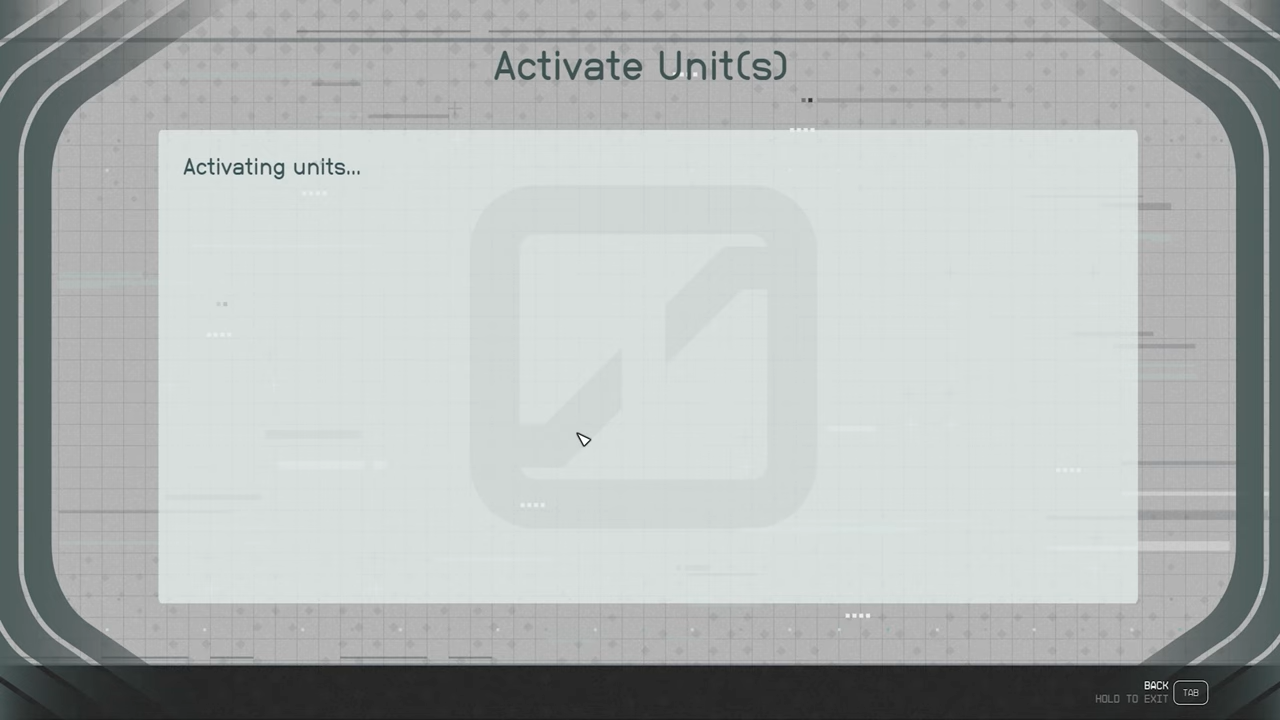 Activate Unit(s)
Activating units...
BACK
HOLD TO EXIT
TAB